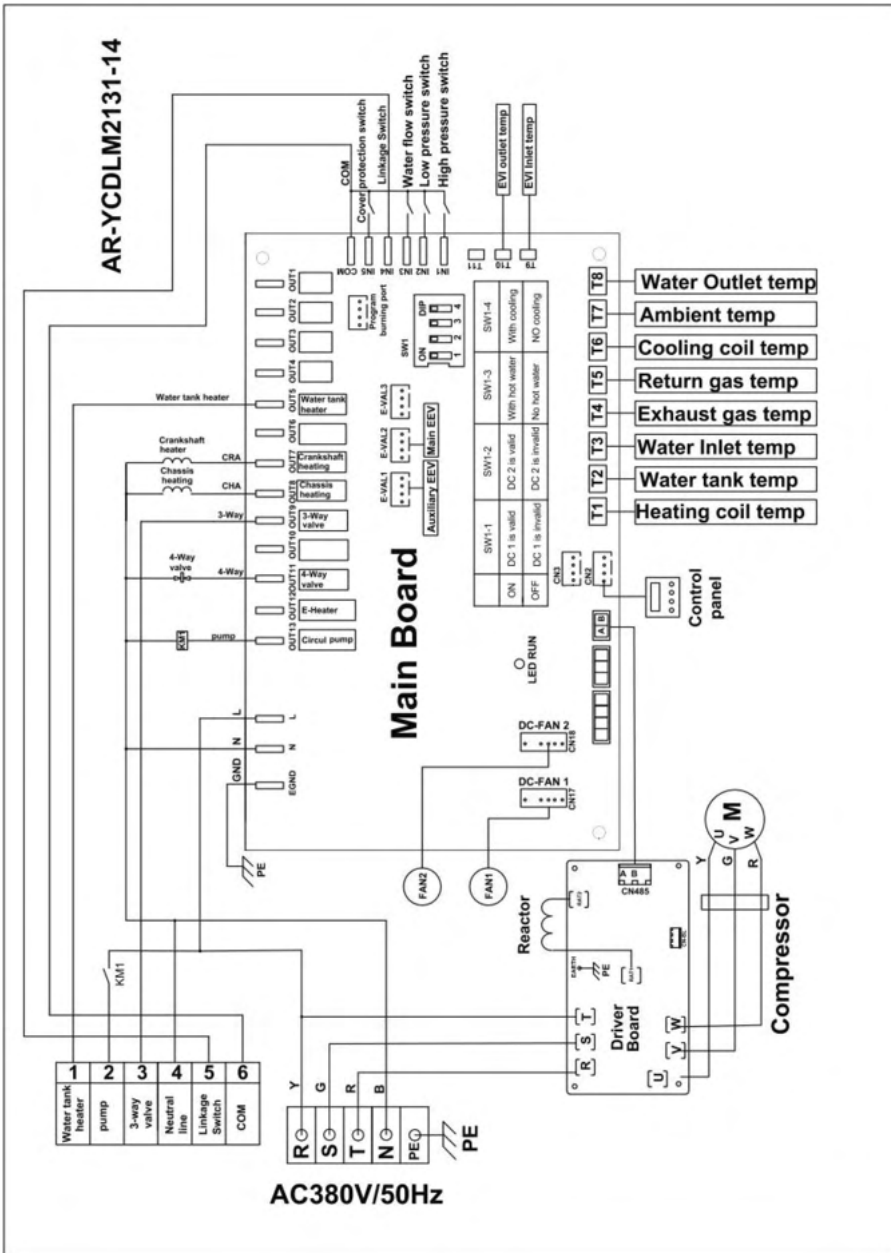 AR-YCDLM2131-14
COM
Cover protection switch
Linkage Switch
Water flow switch
Low pressure switch
High pressure switch
EVI outlet temp
EVI Inlet temp
COM
IN5
IN4
IN3
IN2
IN1
T11
T10
T9
OUT1
OUT2
OUT3
OUT4
OUT5
Water tank
heater
OUT6
OUT7
Crankshaft
heating
OUT8
Chassis
heating
OUT9
3-Way
valve
OUT10
OUT11
4-Way
valve
OUT12
E-Heater
OUT13
Circul pump
L
N
EGND
Water tank heater
Crankshaft
heater
CRA
Chassis
heating
CHA
3-Way
4-Way
valve
4-Way
KM1
pump
L
N
GND
PE
Program
burning port
SW1
ON
DIP
1
2
3
4
E-VAL3
E-VAL2
E-VAL1
Main EEV
Auxiliary EEV
Main Board
SW1-1
SW1-2
SW1-3
SW1-4
ON
DC 1 is valid
DC 2 is valid
With hot water
With cooling
OFF
DC 1 is invalid
DC 2 is invalid
No hot water
NO cooling
T8
Water Outlet temp
T7
Ambient temp
T6
Cooling coil temp
T5
Return gas temp
T4
Exhaust gas temp
T3
Water Inlet temp
T2
Water tank temp
T1
Heating coil temp
CN3
CN2
Control
panel
A
B
LED RUN
DC-FAN 2
CN18
DC-FAN 1
CN17
FAN2
FAN1
Reactor
EARTH
PE
A B
CN485
Driver
Board
T
S
R
W
V
U
Y
G
R
U
V
W
M
Compressor
KM1
1
Water tank
heater
2
pump
3
3-way
valve
4
Neutral
line
5
Linkage
Switch
6
COM
Y
G
R
B
R
S
T
N
PE
PE
AC380V/50Hz